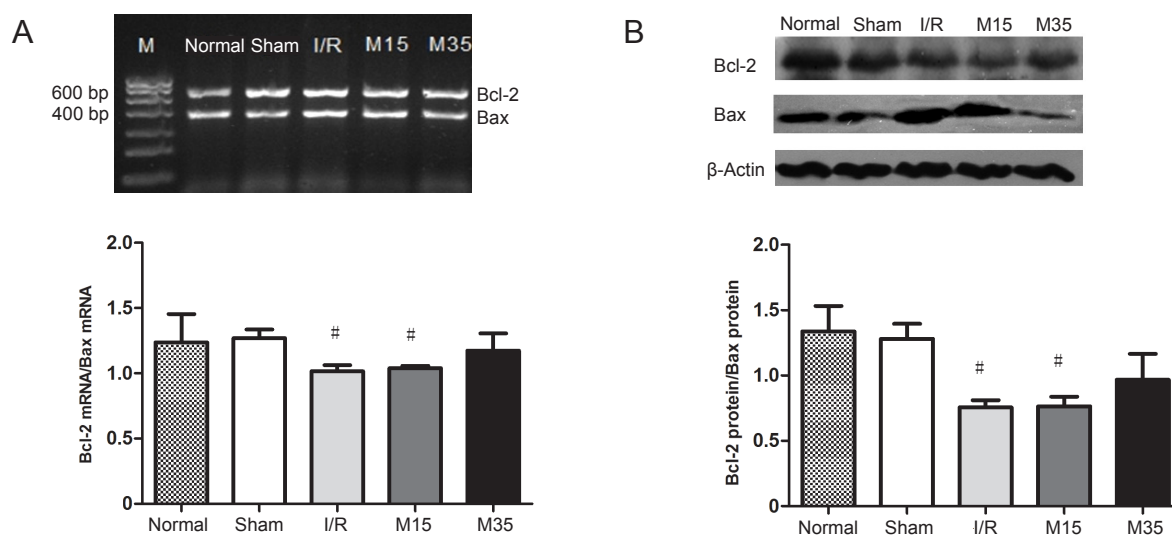 A
M Normal Sham I/R M15 M35
600 bp
400 bp
Bcl-2
Bax
2.0
1.5
1.0
0.5
0
Bcl-2 mRNA/Bax mRNA
# #
Normal Sham I/R M15 M35
B
Normal Sham I/R M15 M35
Bcl-2
Bax
β-Actin
2.0
1.5
1.0
0.5
0
Bcl-2 protein/Bax protein
# #
Normal Sham I/R M15 M35